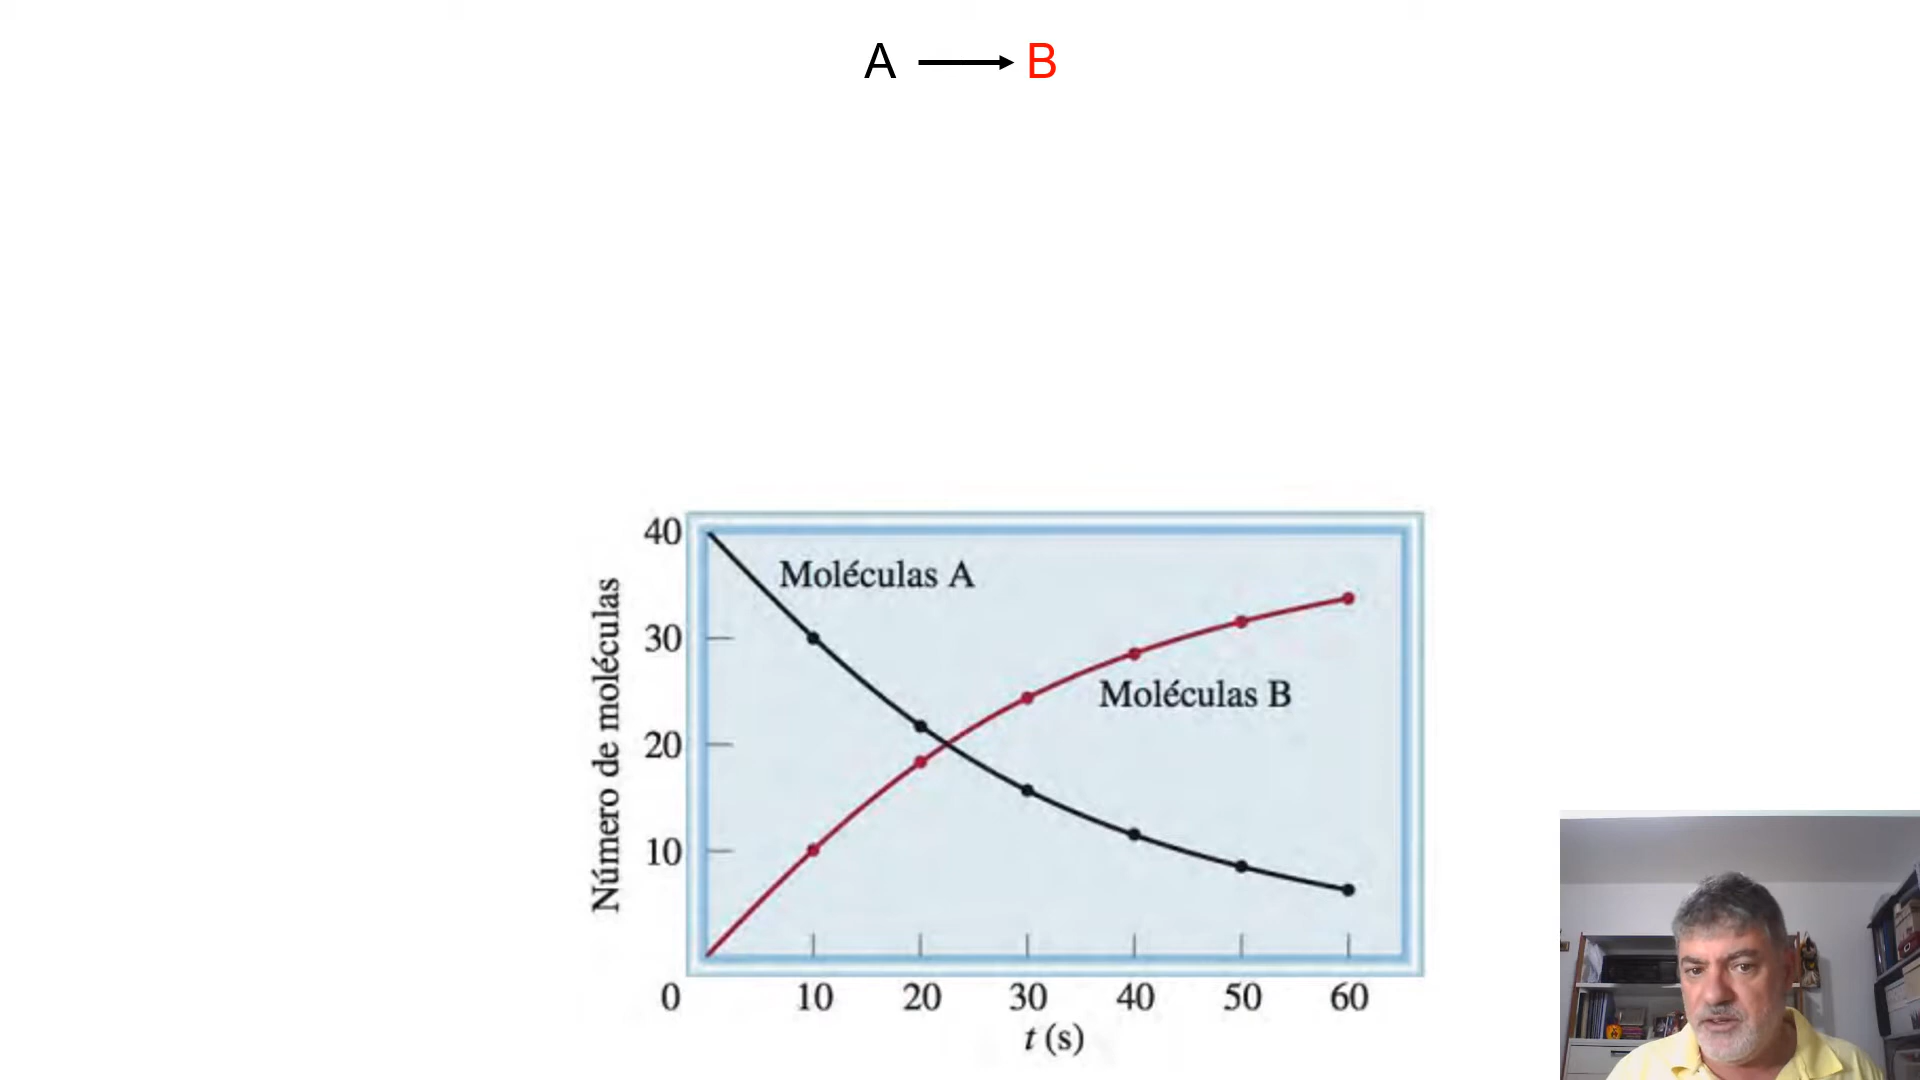 A → B
40
Moléculas A
30
Moléculas B
20
10
Número de moléculas
0 10 20 30 40 50 60
t (s)